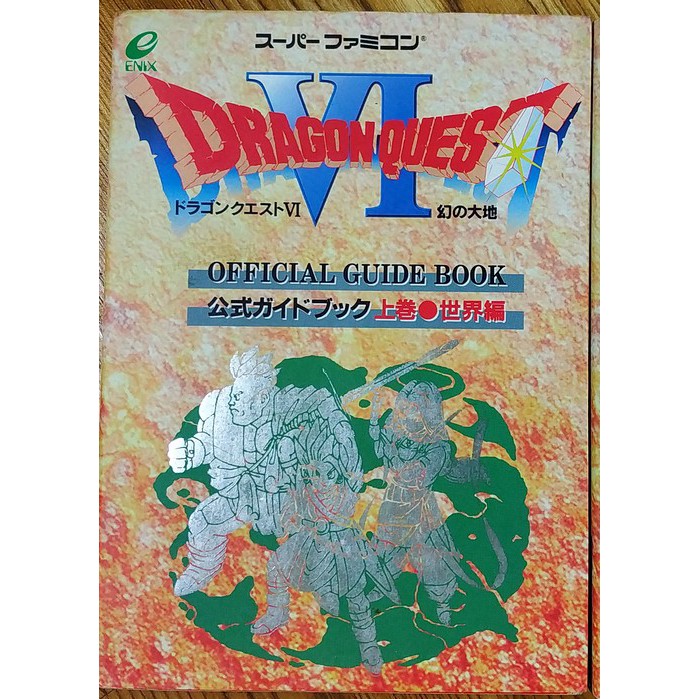 スーパーファミコン®
ENIX
VI
DRAGON QUEST
ドラゴンクエストVI 幻の大地
OFFICIAL GUIDE BOOK
公式ガイドブック 上巻●世界編